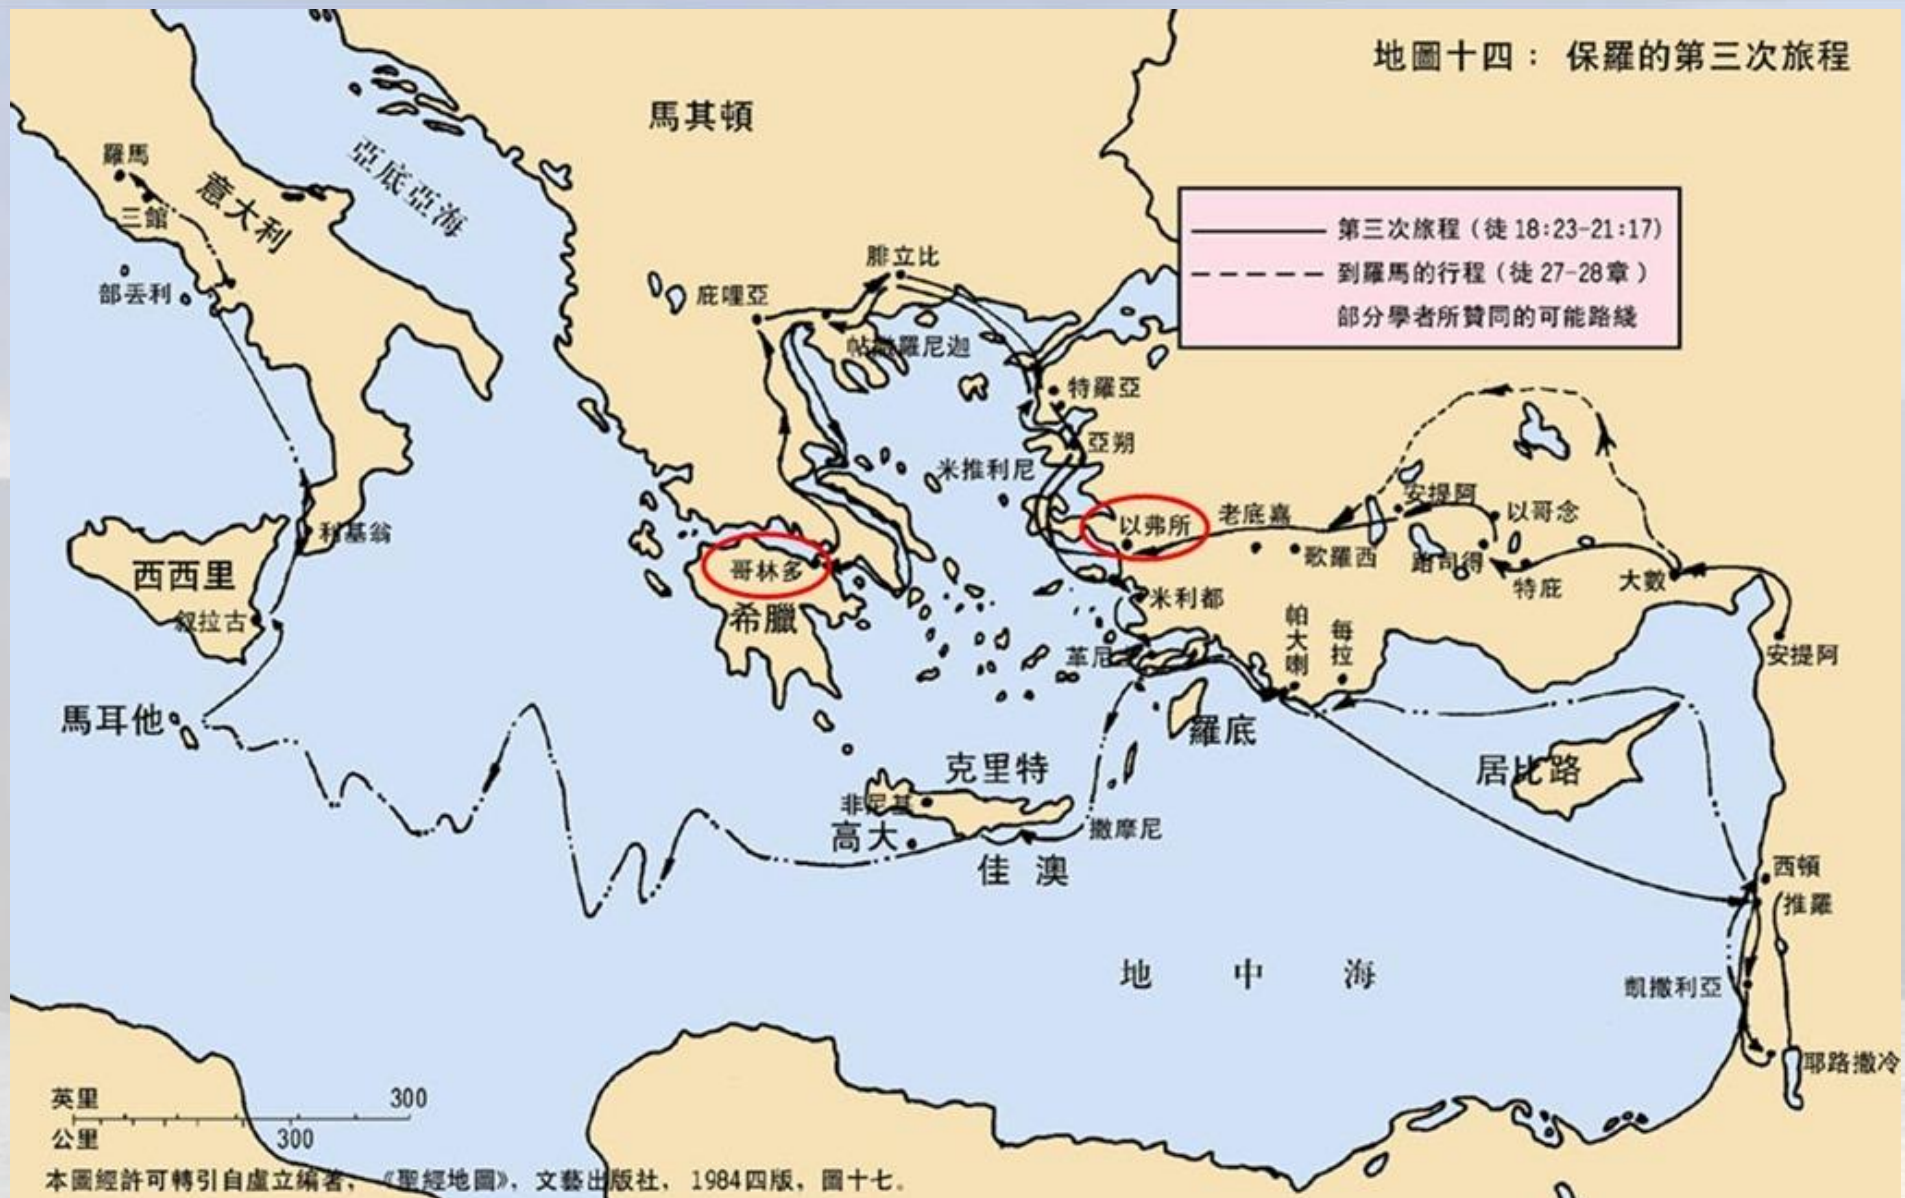 地圖十四： 保羅的第三次旅程
馬其頓
羅馬
亞底亞海
意大利
三館
第三次旅程（徒 18:23-21:17）
到羅馬的行程（徒 27-28章）
部分學者所贊同的可能路綫
腓立比
部丟利
庇哩亞
帖撒羅尼迦
特羅亞
亞朔
米推利尼
安提阿
以哥念
以弗所
老底嘉
利基翁
歌羅西
路司得
特庇
大數
西西里
哥林多
米利都
希臘
叙拉古
帕大喇
每拉
安提阿
革尼土
馬耳他
羅底
克里特
居比路
非尼基
高大
撒摩尼
佳 澳
西頓
推羅
地 中 海
凱撒利亞
耶路撒冷
英里 300
公里 300
本圖經許可轉引自盧立編著，《聖經地圖》，文藝出版社，1984四版，圖十七。